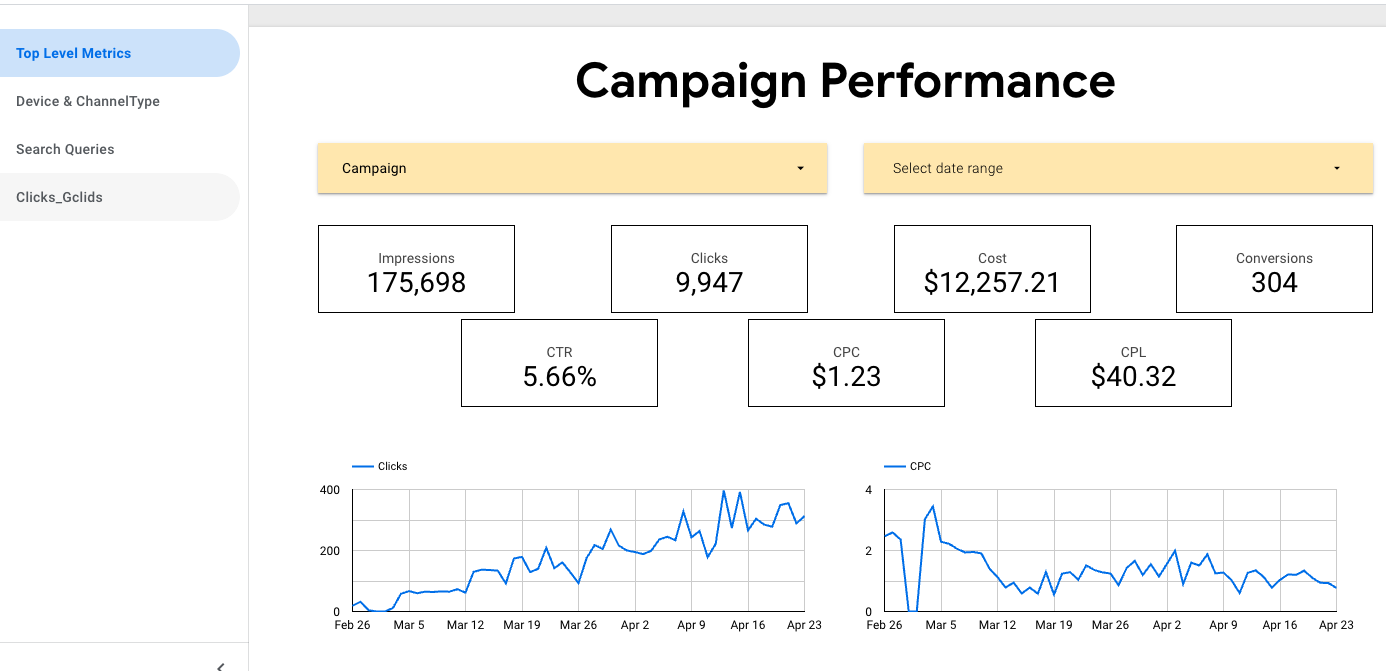 Top Level Metrics
Device & ChannelType
Search Queries
Clicks_Gclids
Campaign Performance
Campaign
Select date range
Impressions
175,698
Clicks
9,947
Cost
$12,257.21
Conversions
304
CTR
5.66%
CPC
$1.23
CPL
$40.32
Clicks
400
200
0
Feb 26 Mar 5 Mar 12 Mar 19 Mar 26 Apr 2 Apr 9 Apr 16 Apr 23
CPC
4
2
0
Feb 26 Mar 5 Mar 12 Mar 19 Mar 26 Apr 2 Apr 9 Apr 16 Apr 23